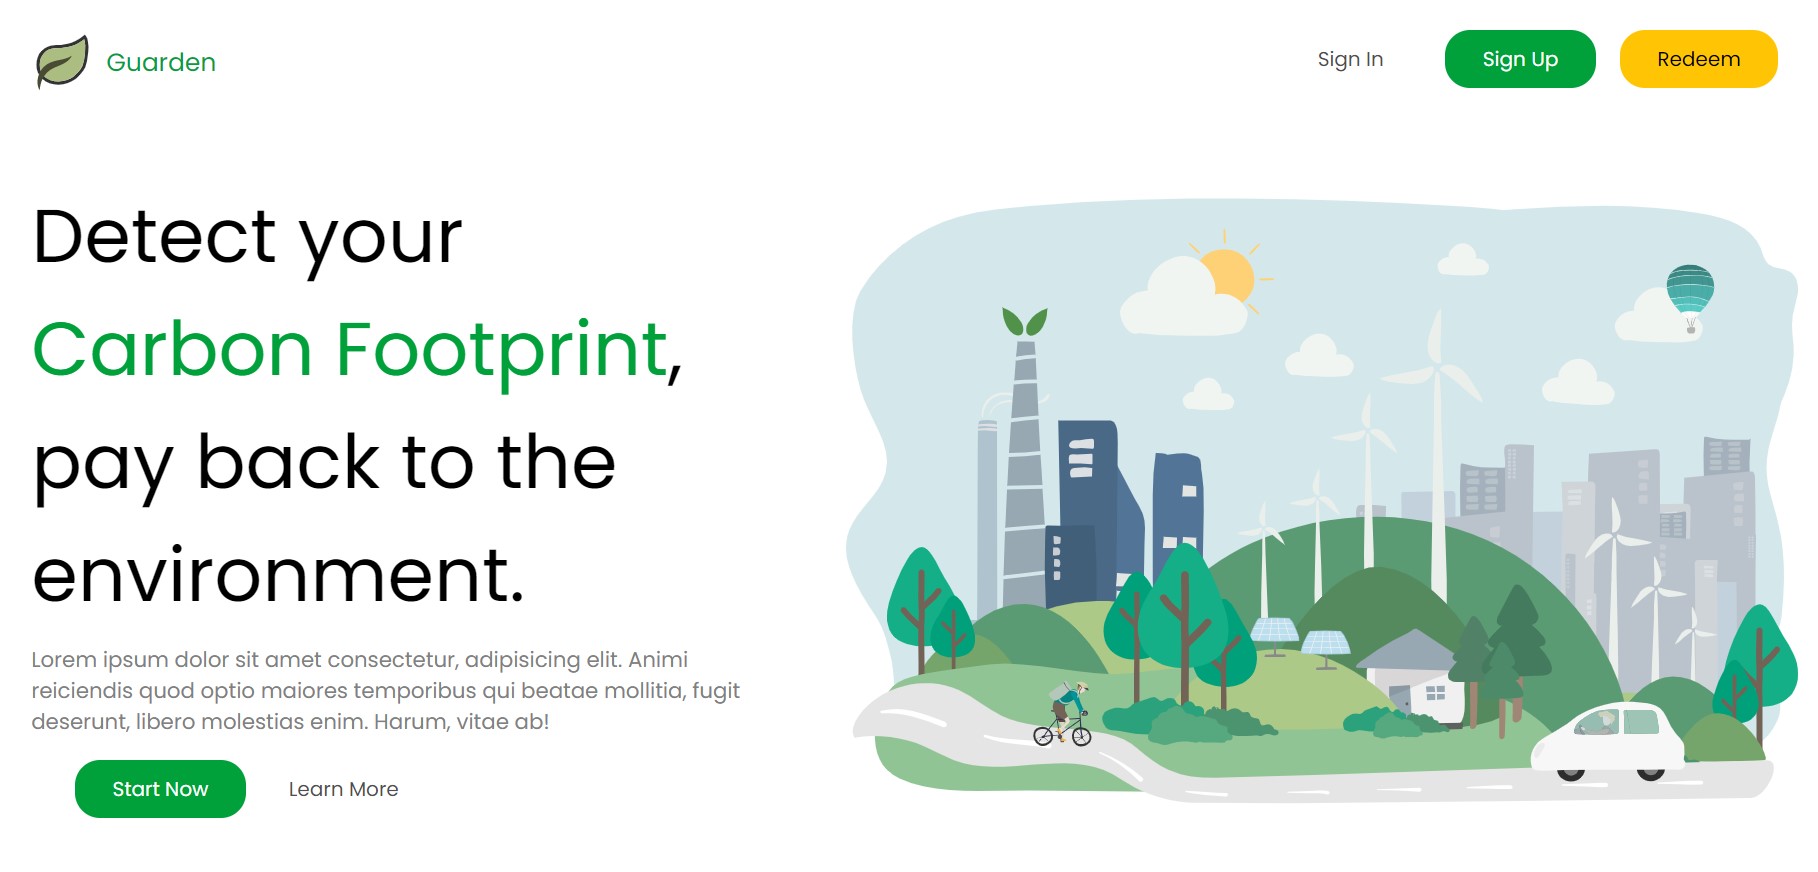 Guarden
Sign In
Sign Up
Redeem
Detect your
Carbon Footprint,
pay back to the
environment.
Lorem ipsum dolor sit amet consectetur, adipisicing elit. Animi
reiciendis quod optio maiores temporibus qui beatae mollitia, fugit
deserunt, libero molestias enim. Harum, vitae ab!
Start Now
Learn More